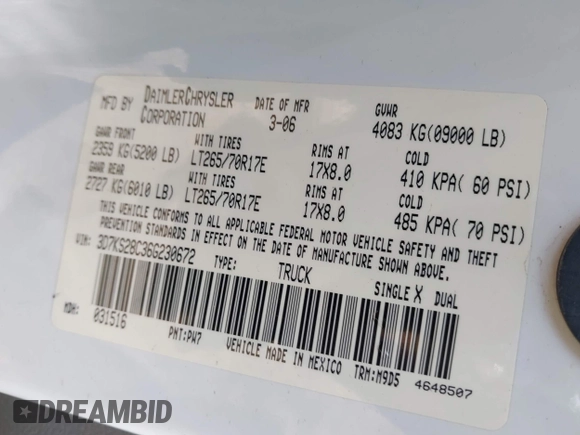 MFD BY DAIMLERCHRYSLER CORPORATION DATE OF MFR 3-06 GVWR 4083 KG(09000 LB)
GAWR FRONT WITH TIRES RIMS AT COLD
2359 KG(5200 LB) LT265/70R17E 17X8.0 410 KPA( 60 PSI)
GAWR REAR WITH TIRES RIMS AT COLD
2727 KG(6010 LB) LT265/70R17E 17X8.0 485 KPA( 70 PSI)
THIS VEHICLE CONFORMS TO ALL APPLICABLE FEDERAL MOTOR VEHICLE SAFETY AND THEFT
PREVENTION STANDARDS IN EFFECT ON THE DATE OF MANUFACTURE SHOWN ABOVE.
VIN: 3D7KS28C36G230672 TYPE: TRUCK SINGLE X DUAL
MDH: 031516 PNT:PW7 VEHICLE MADE IN MEXICO TRM:M9D5 4648507
DREAMBID